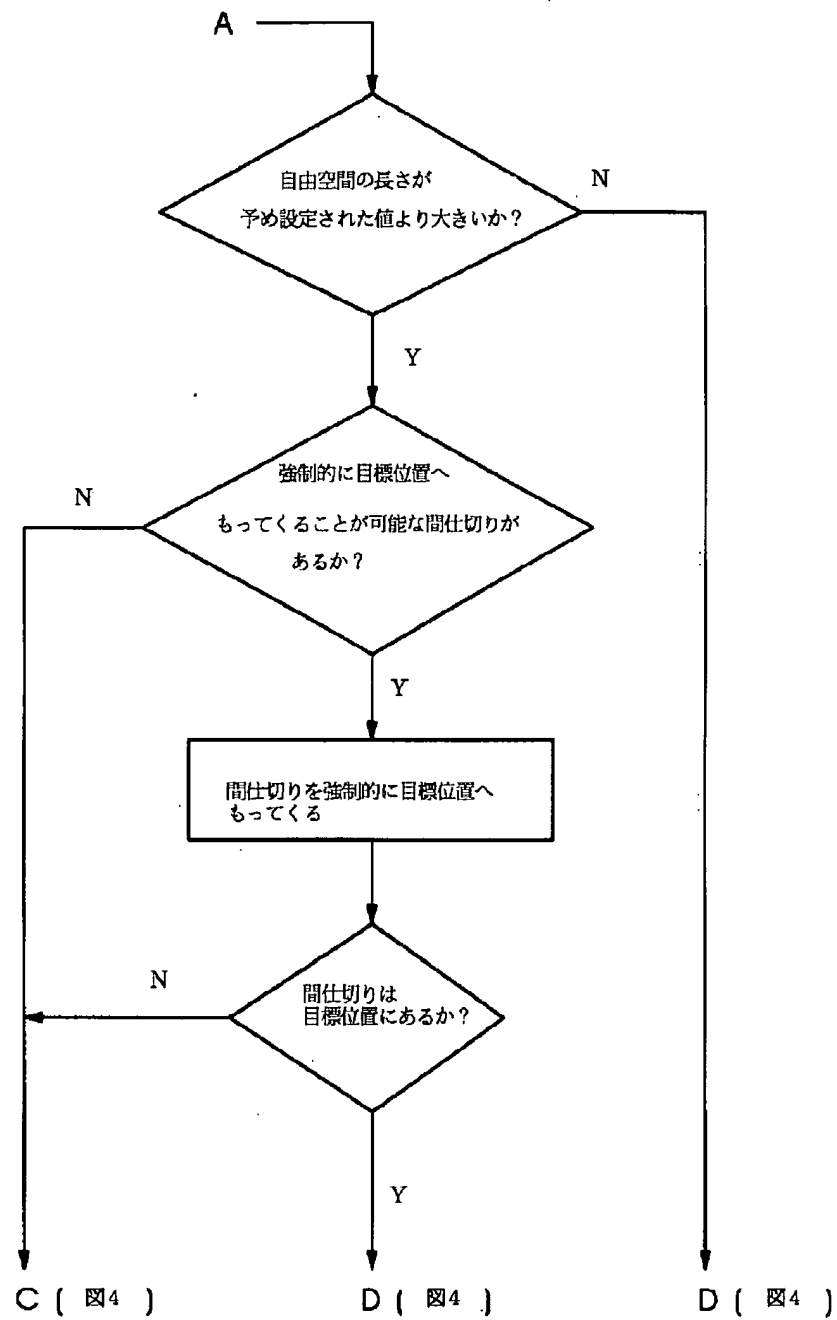 A
自由空間の長さが
予め設定された値より大きいか？
N
Y
強制的に目標位置へ
もってくることが可能な間仕切りが
あるか？
N
Y
間仕切りを強制的に目標位置へ
もってくる
間仕切りは
目標位置にあるか？
N
Y
C ( 図4 )
D ( 図4 )
D ( 図4 )